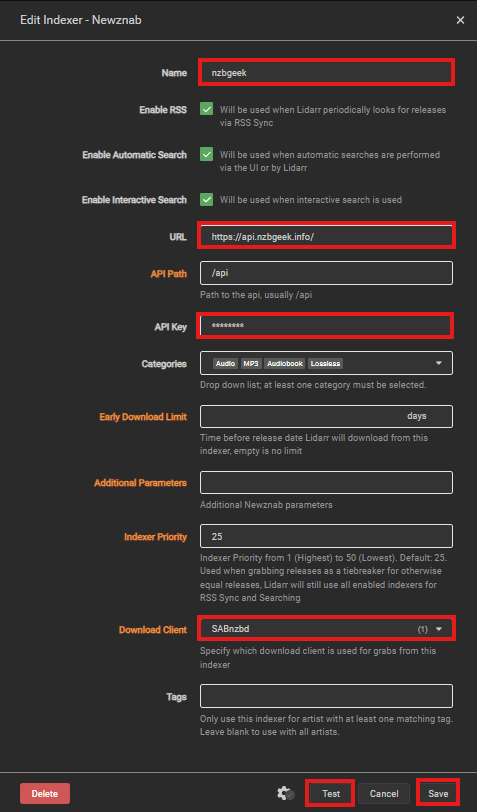 Edit Indexer - Newznab
Name
nzbgeek
Enable RSS
Will be used when Lidarr periodically looks for releases
via RSS Sync
Enable Automatic Search
Will be used when automatic searches are performed
via the UI or by Lidarr
Enable Interactive Search
Will be used when interactive search is used
URL
https://api.nzbgeek.info/
API Path
/api
Path to the api, usually /api
API Key
********
Categories
Audio MP3 Audiobook Lossless
Drop down list; at least one category must be selected.
Early Download Limit
days
Time before release date Lidarr will download from this
indexer, empty is no limit
Additional Parameters
Additional Newznab parameters
Indexer Priority
25
Indexer Priority from 1 (Highest) to 50 (Lowest). Default: 25.
Used when grabbing releases as a tiebreaker for otherwise
equal releases, Lidarr will still use all enabled indexers for
RSS Sync and Searching
Download Client
SABnzbd (1)
Specify which download client is used for grabs from this
indexer
Tags
Only use this indexer for artist with at least one matching tag.
Leave blank to use with all artists.
Delete
Test
Cancel
Save